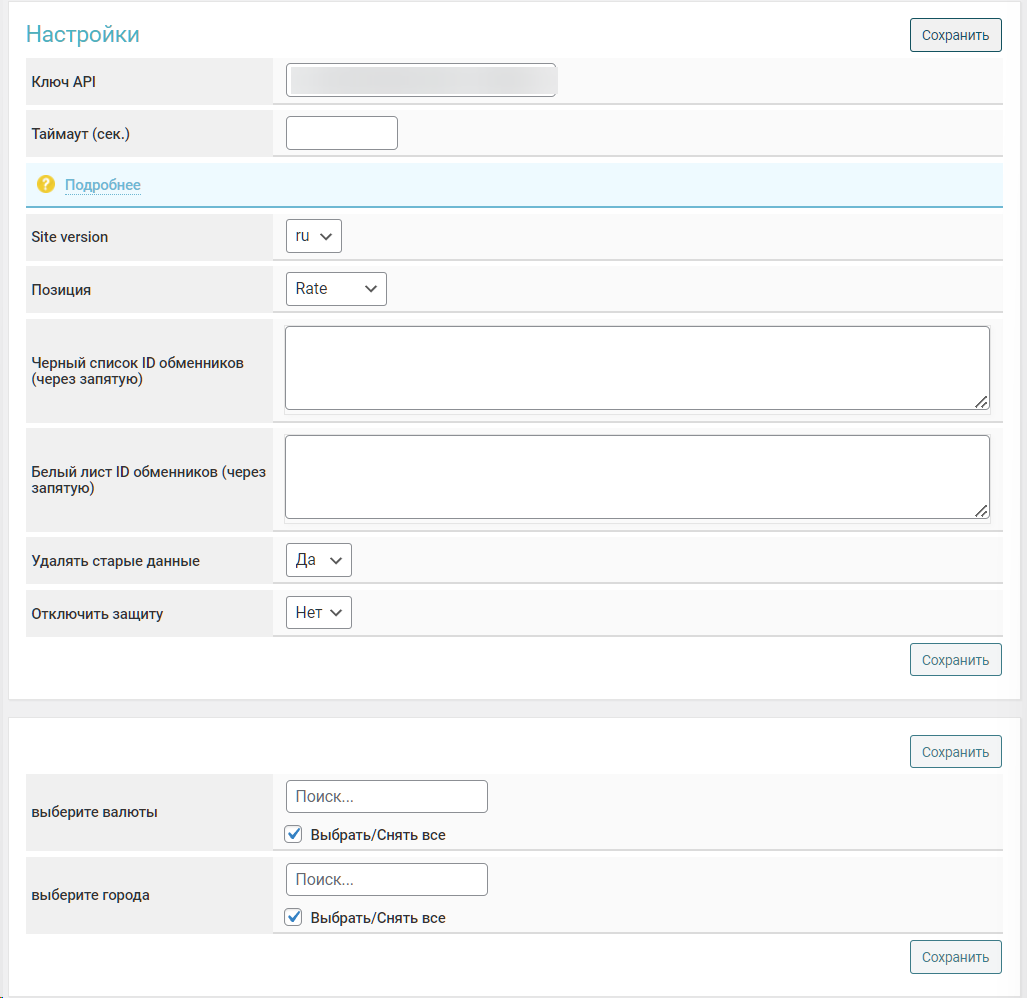 Настройки
Сохранить
Ключ API
Таймаут (сек.)
? Подробнее
Site version
ru
Позиция
Rate
Черный список ID обменников
(через запятую)
Белый лист ID обменников (через
запятую)
Удалять старые данные
Да
Отключить защиту
Нет
Сохранить
Сохранить
выберите валюты
Поиск...
Выбрать/Снять все
выберите города
Поиск...
Выбрать/Снять все
Сохранить